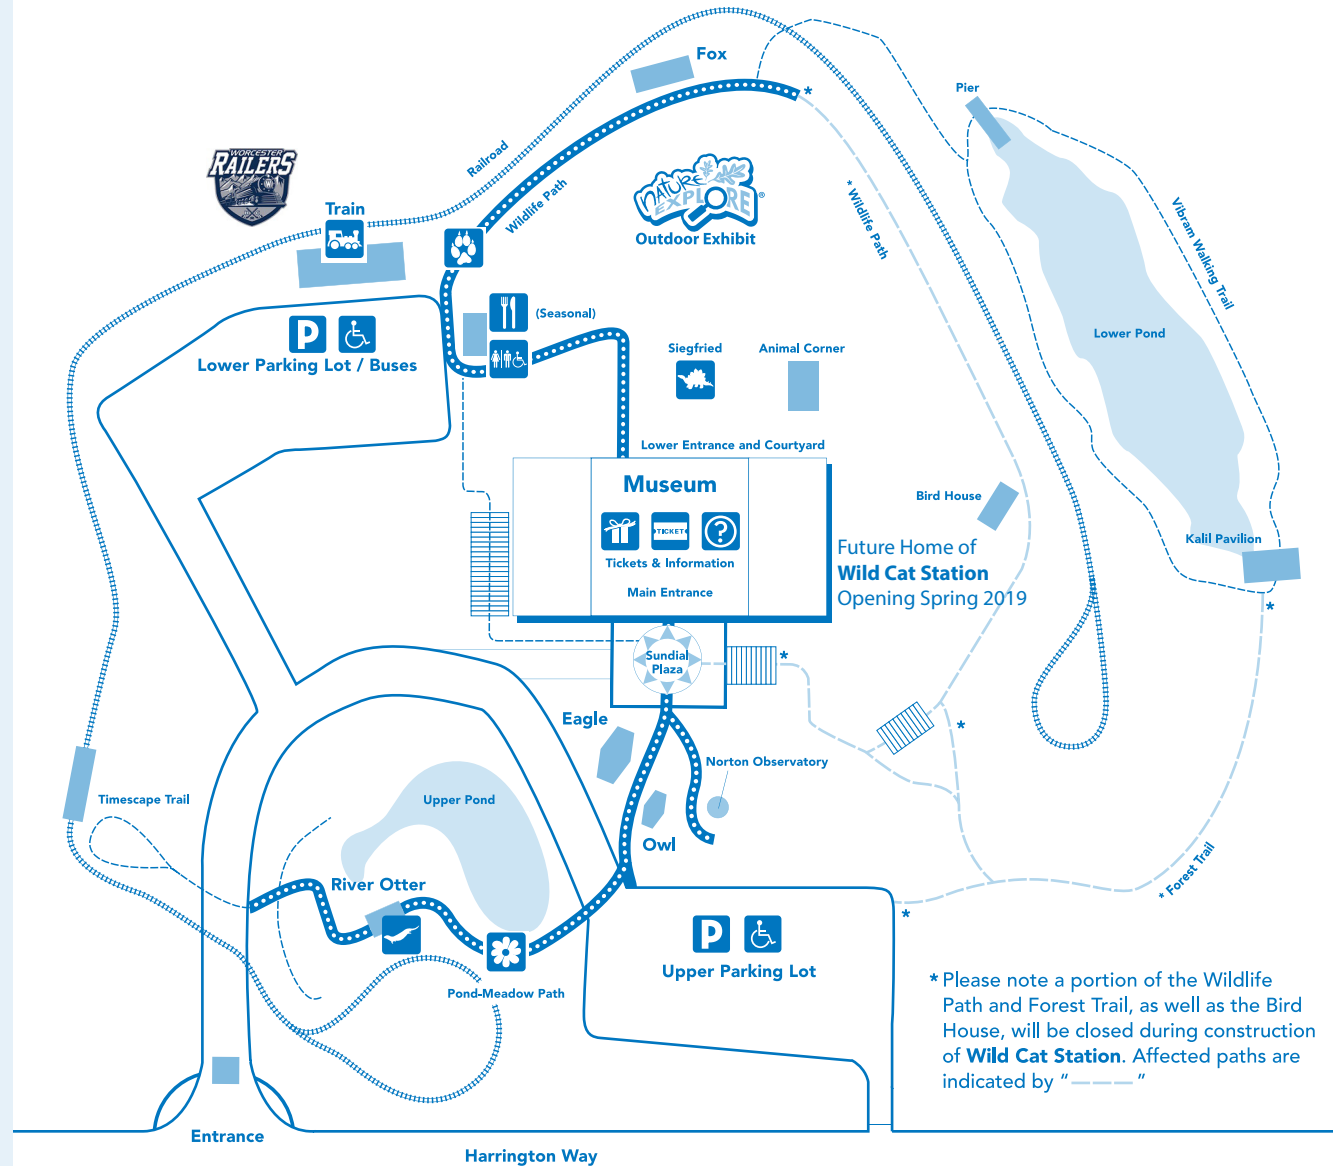 Fox
Pier
WORCESTER
RAILERS
Railroad
Wildlife Path
NATURE
EXPLORE®
Outdoor Exhibit
* Wildlife Path
Vibram Walking Trail
Train
(Seasonal)
Lower Pond
P
Lower Parking Lot / Buses
Siegfried
Animal Corner
Lower Entrance and Courtyard
Museum
TICKET
?
Tickets & Information
Main Entrance
Bird House
Kalil Pavilion
Future Home of
Wild Cat Station
Opening Spring 2019
*
*
*
Sundial
Plaza
*
*
Eagle
Norton Observatory
Timescape Trail
Upper Pond
Owl
River Otter
* Forest Trail
*
P
Upper Parking Lot
Pond-Meadow Path
* Please note a portion of the Wildlife
Path and Forest Trail, as well as the Bird
House, will be closed during construction
of Wild Cat Station. Affected paths are
indicated by “ — — — ”
Entrance
Harrington Way